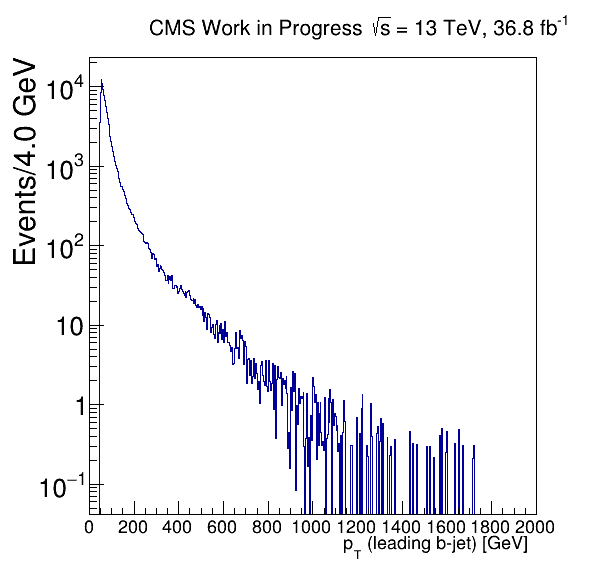 CMS Work in Progress √s = 13 TeV, 36.8 fb⁻¹
Events/4.0 GeV
10⁴
10³
10²
10
1
10⁻¹
0 200 400 600 800 1000 1200 1400 1600 1800 2000
p_T (leading b-jet) [GeV]